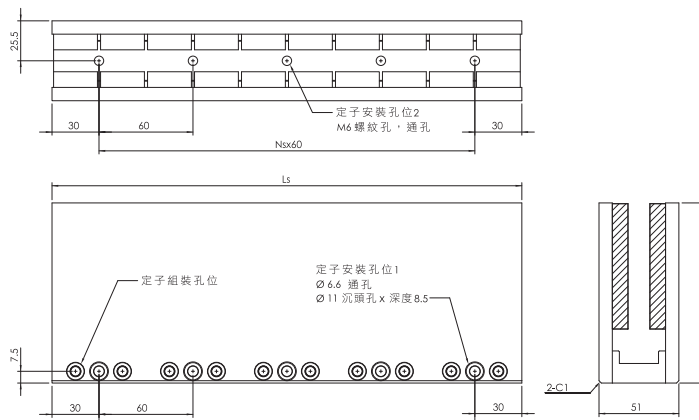 25.5
定子安裝孔位2
M6 螺紋孔，通孔
30
60
30
Nsx60
Ls
定子組裝孔位
定子安裝孔位1
Ø 6.6 通孔
Ø 11 沉頭孔 x 深度 8.5
7.5
30
60
30
2-C1
51